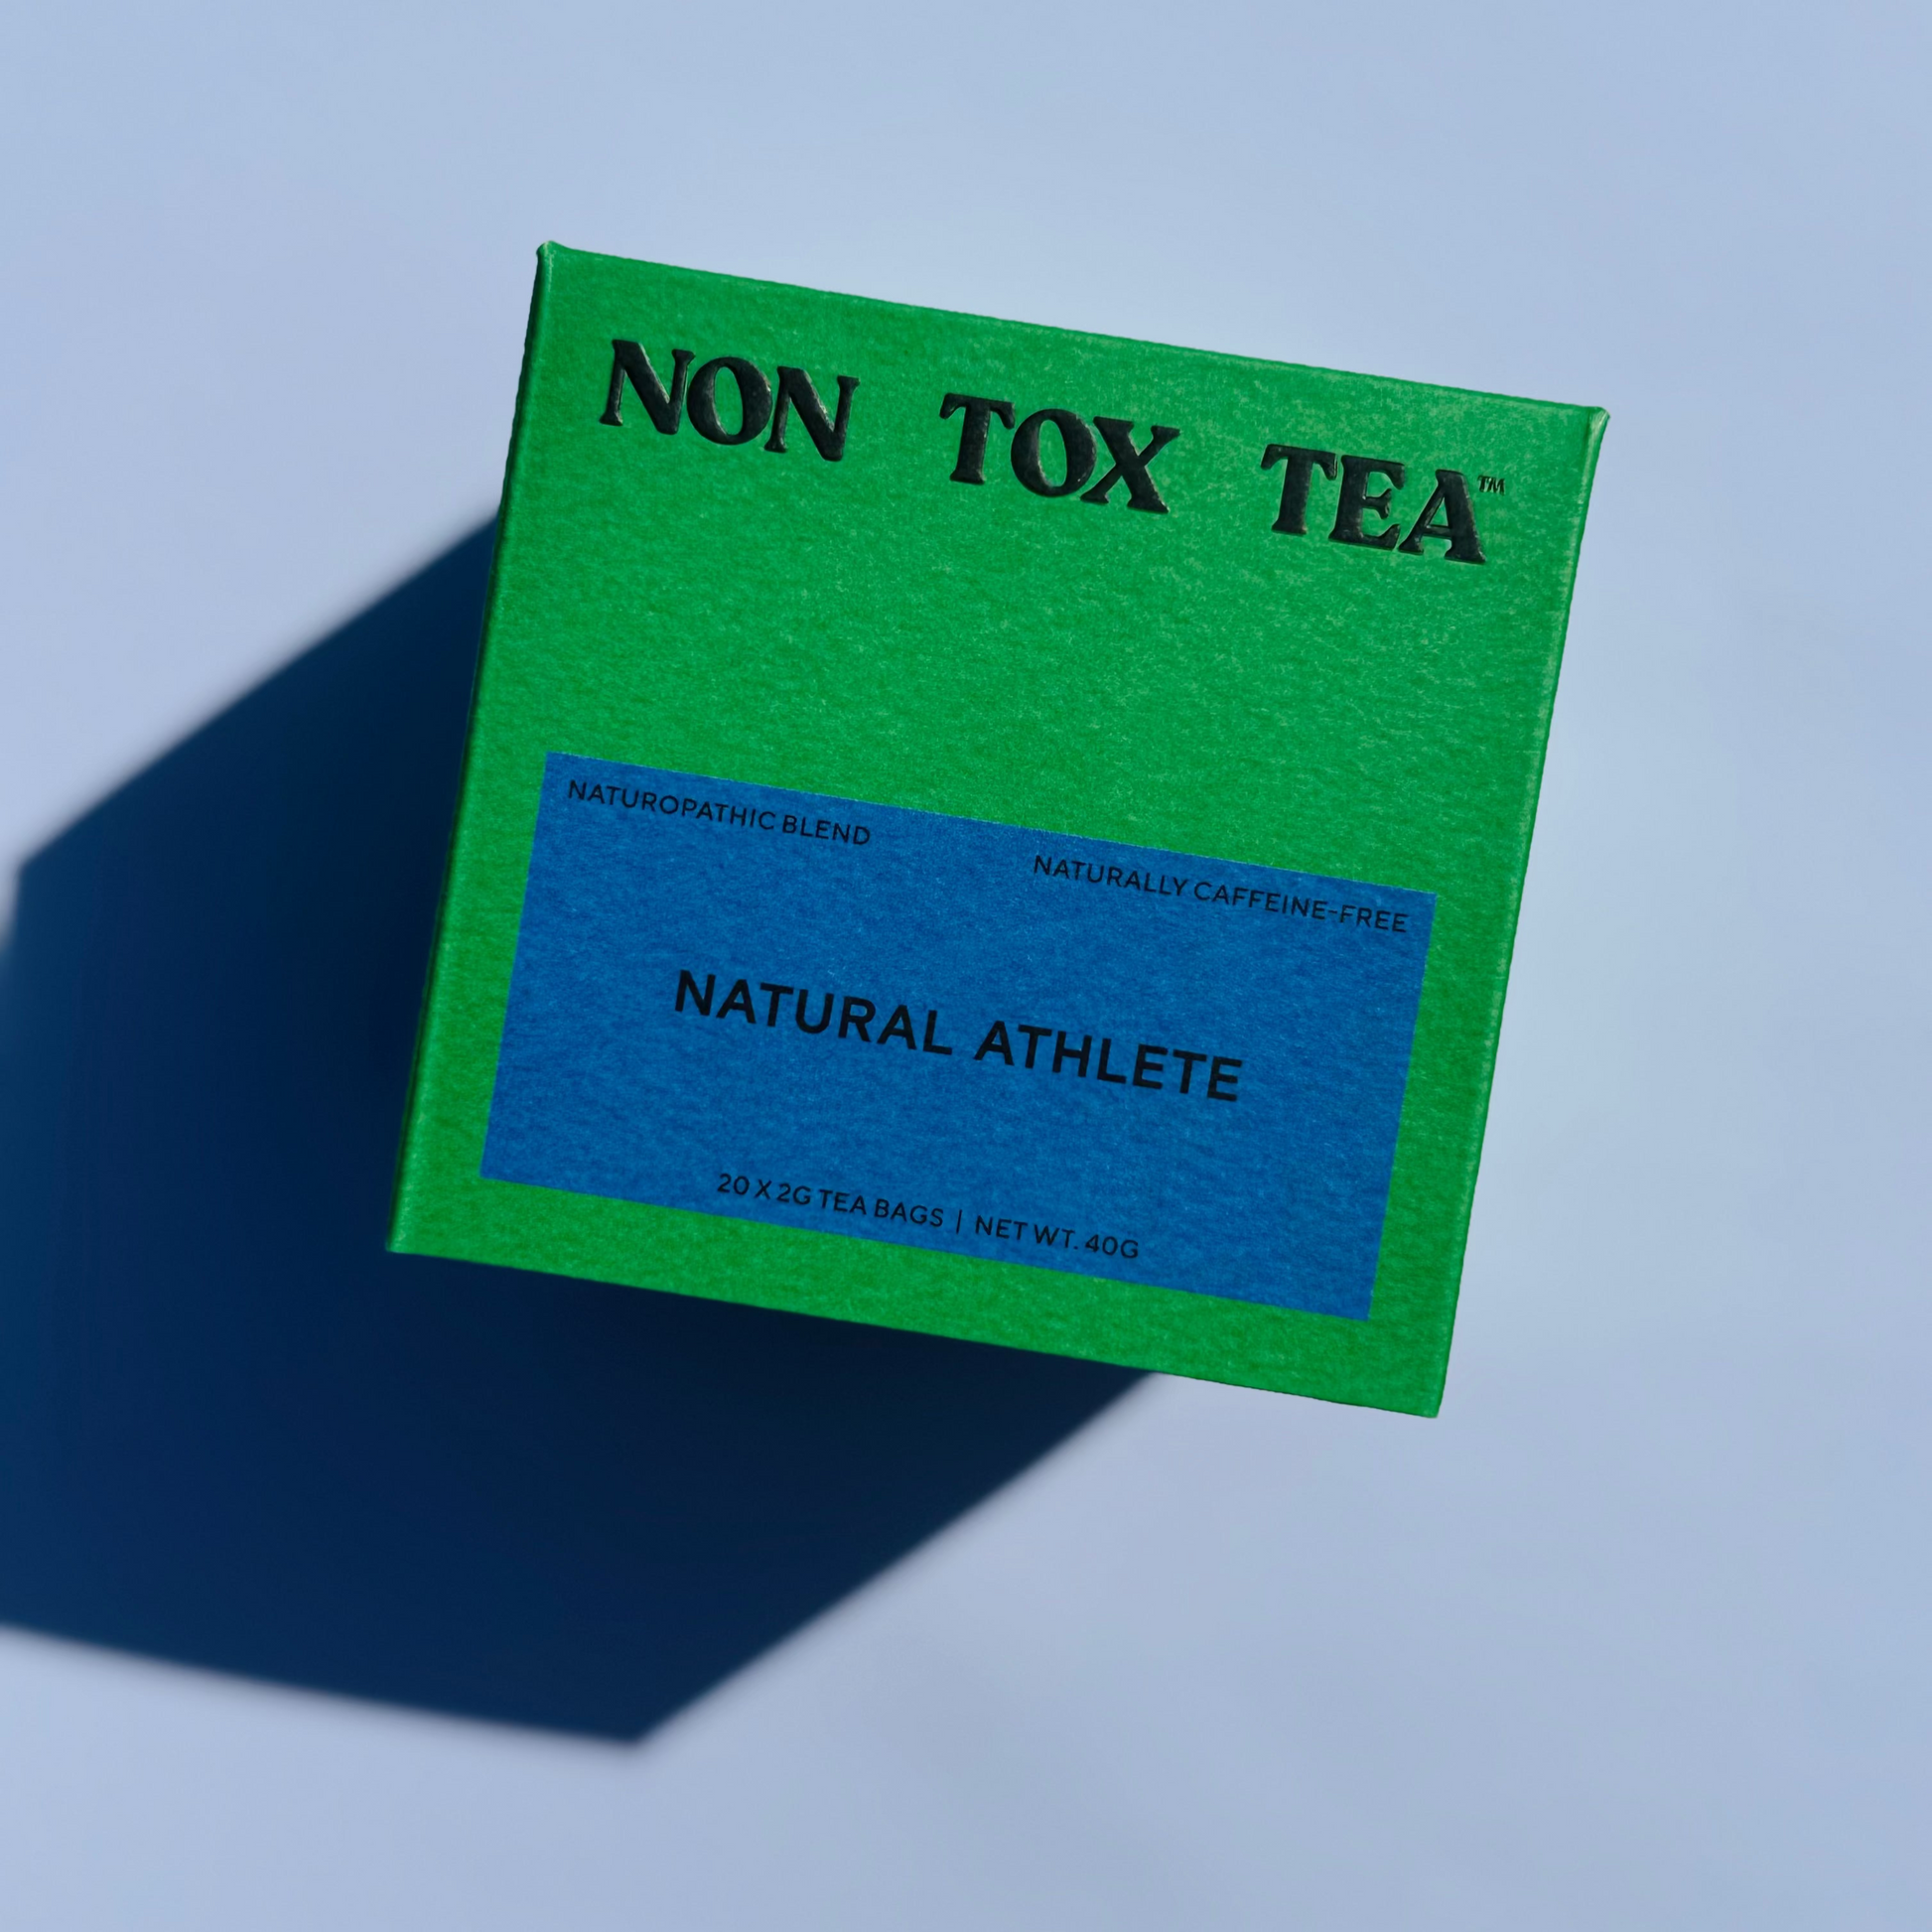 NON TOX TEA™
NATUROPATHIC BLEND
NATURALLY CAFFEINE-FREE
NATURAL ATHLETE
20 X 2G TEA BAGS | NET WT. 40G